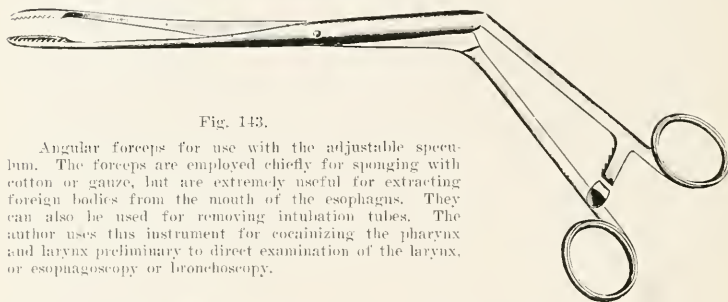 Fig. 143.
Angular forceps for use with the adjustable specu-
lum. The forceps are employed chiefly for sponging with
cotton or gauze, but are extremely useful for extracting
foreign bodies from the mouth of the esophagus. They
can also be used for removing intubation tubes. The
author uses this instrument for cocainizing the pharynx
and larynx preliminary to direct examination of the larynx,
or esophagoscopy or bronchoscopy.